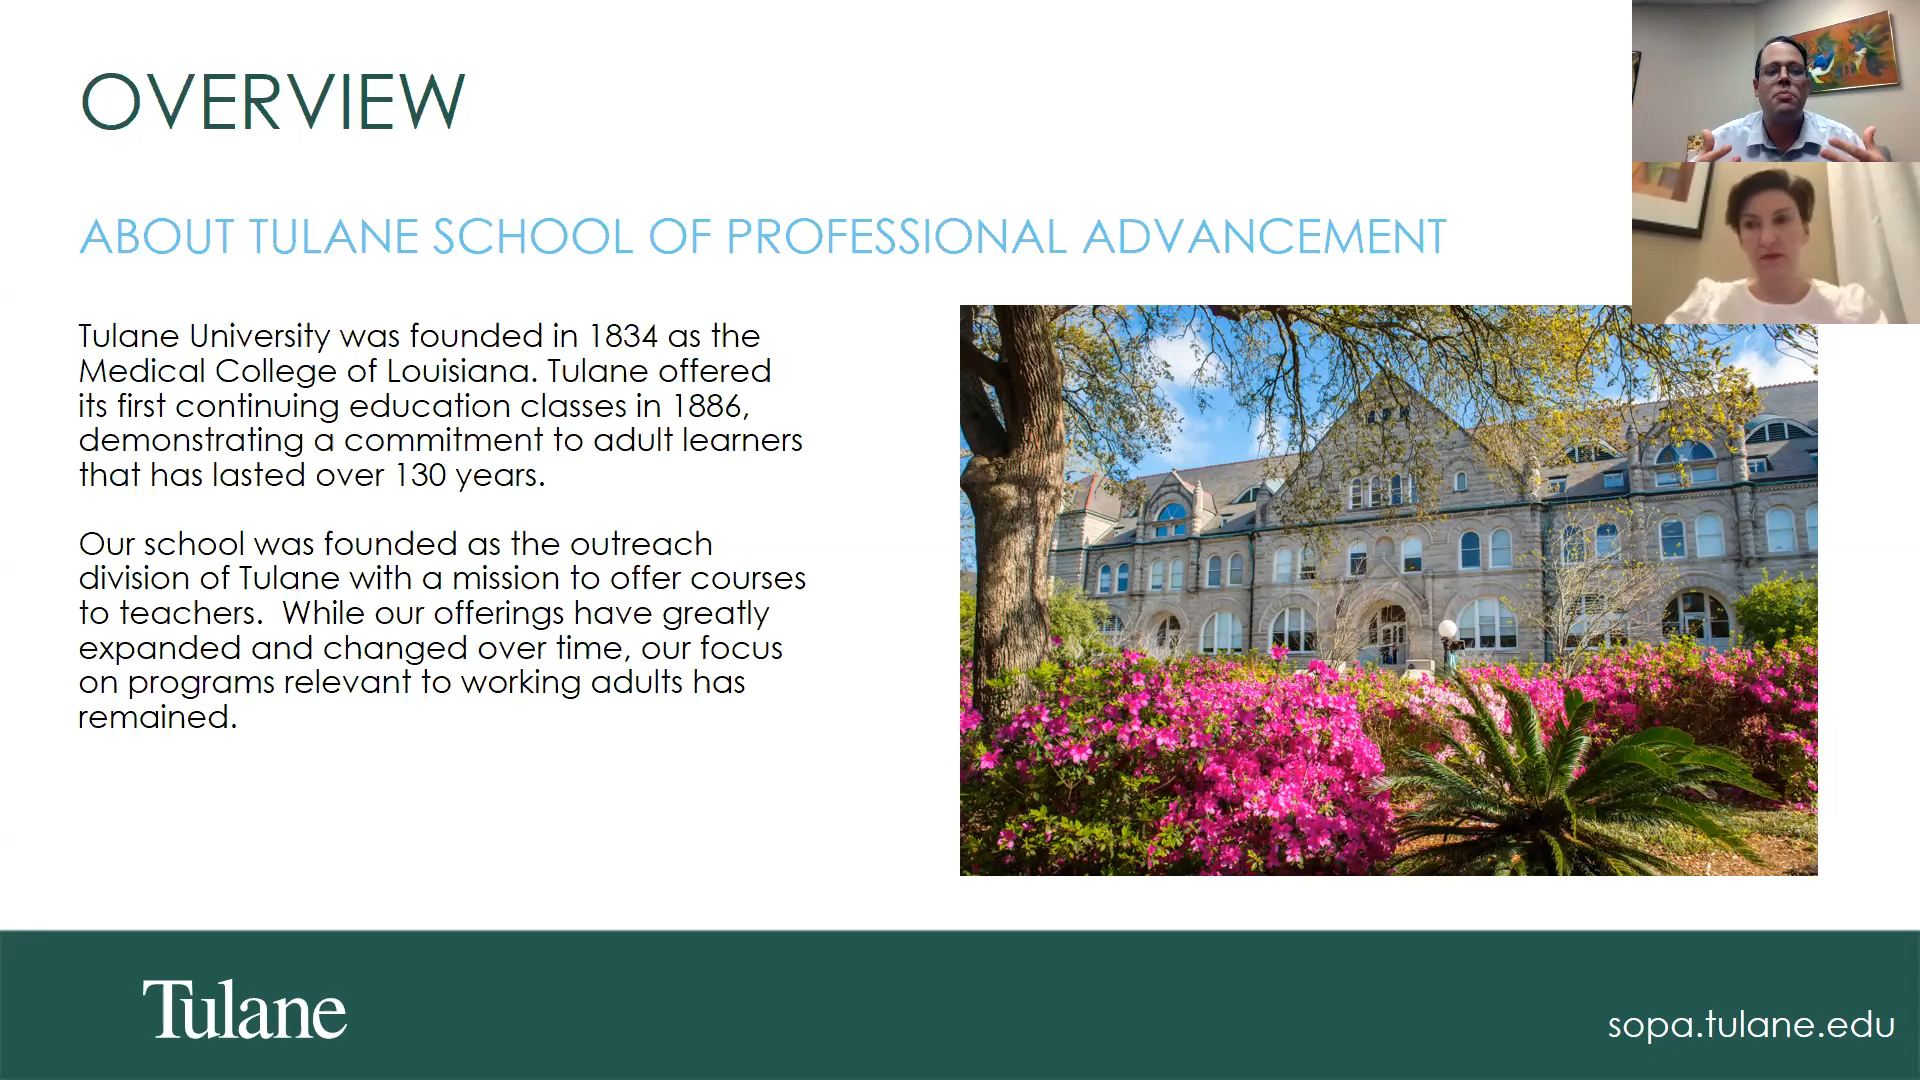 OVERVIEW
ABOUT TULANE SCHOOL OF PROFESSIONAL ADVANCEMENT
Tulane University was founded in 1834 as the
Medical College of Louisiana. Tulane offered
its first continuing education classes in 1886,
demonstrating a commitment to adult learners
that has lasted over 130 years.
Our school was founded as the outreach
division of Tulane with a mission to offer courses
to teachers.  While our offerings have greatly
expanded and changed over time, our focus
on programs relevant to working adults has
remained.
Tulane
sopa.tulane.edu